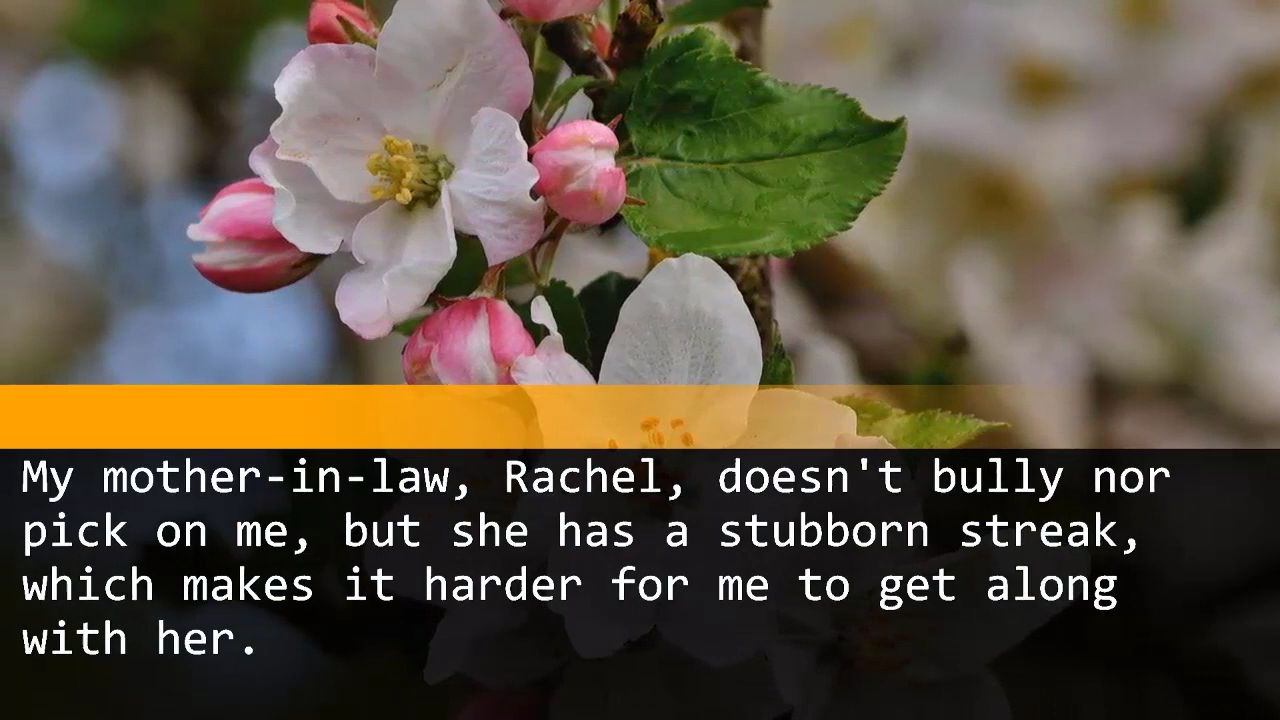 My mother-in-law, Rachel, doesn't bully nor
pick on me, but she has a stubborn streak,
which makes it harder for me to get along
with her.